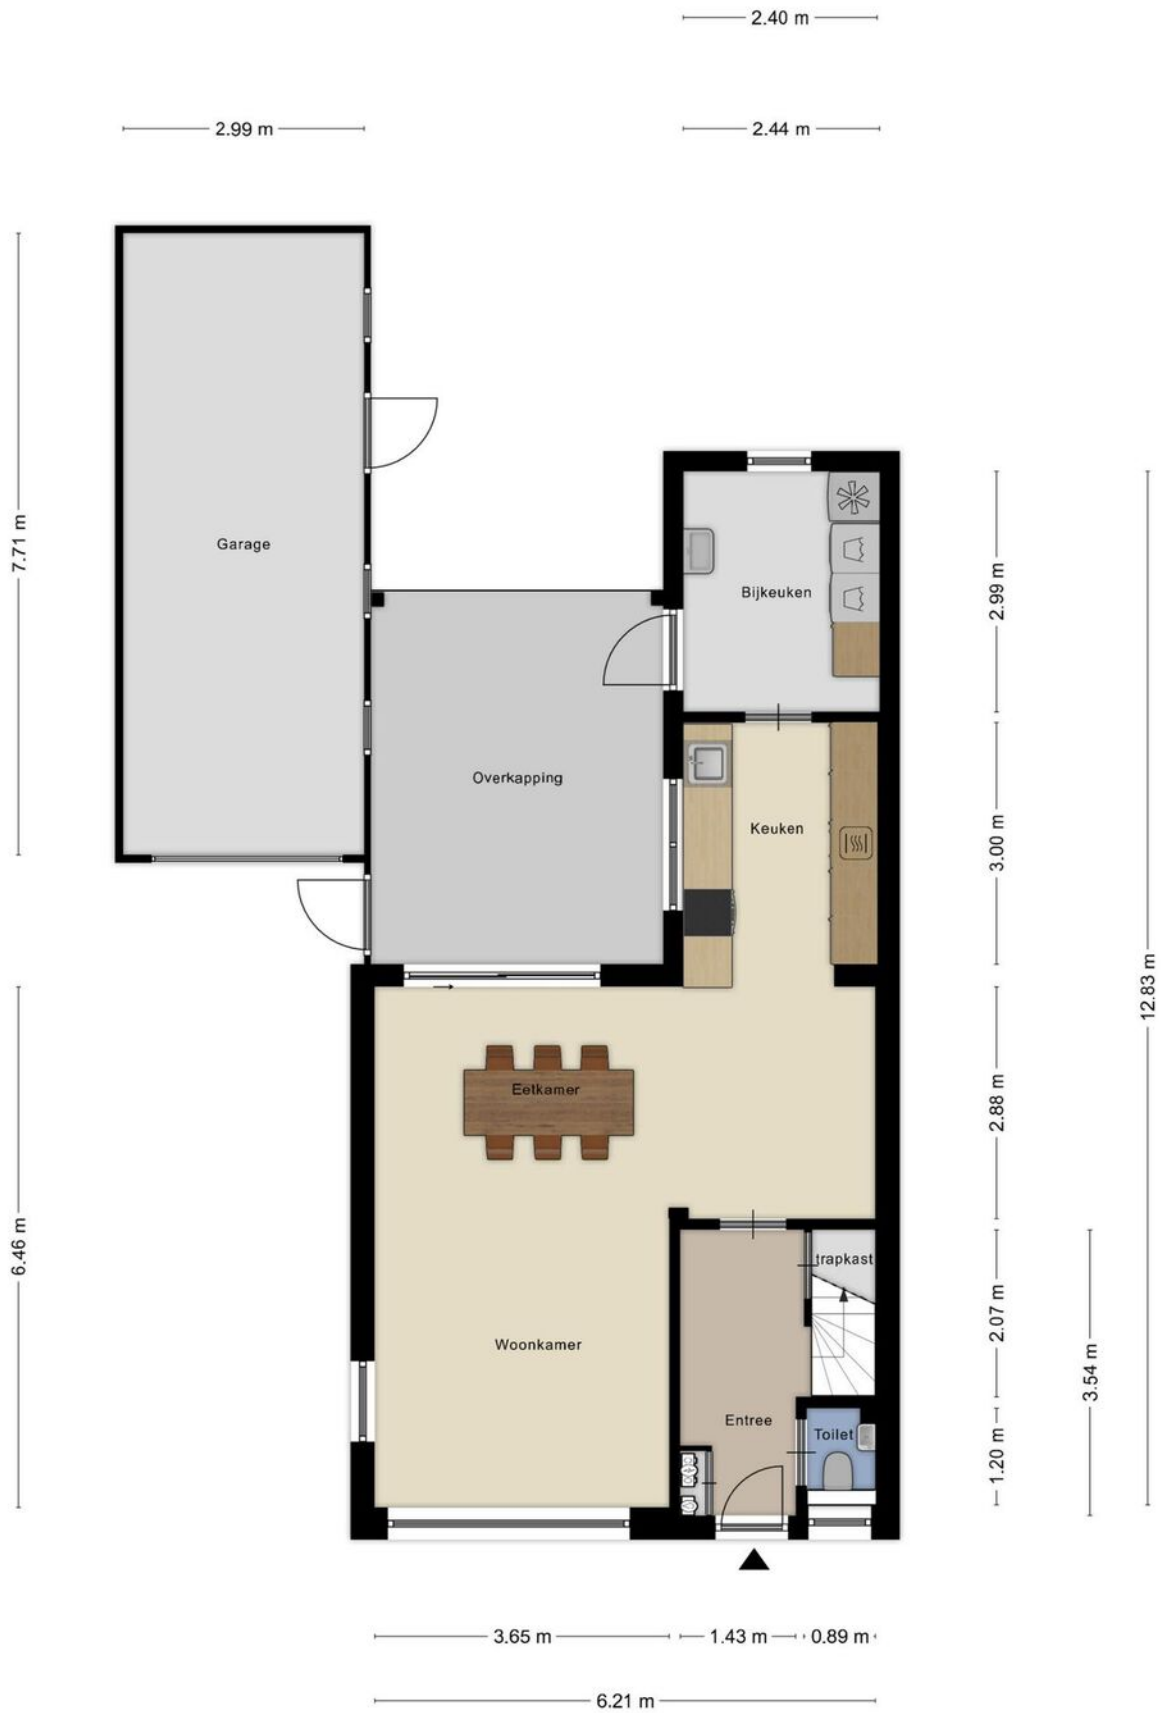 2.40 m
2.99 m
2.44 m
7.71 m
Garage
Bijkeuken
2.99 m
Overkapping
Keuken
3.00 m
12.83 m
Eetkamer
2.88 m
6.46 m
trapkast
2.07 m
Woonkamer
3.54 m
Entree
Toilet
1.20 m
3.65 m
1.43 m
0.89 m
6.21 m